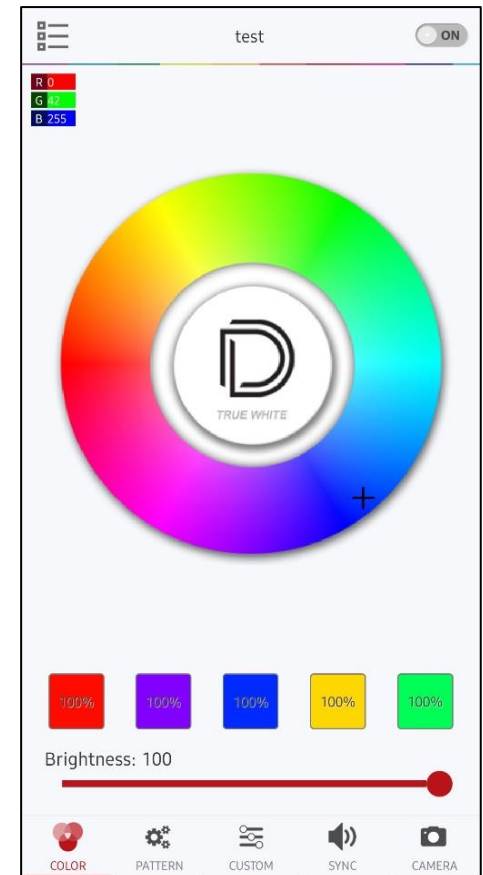 test
ON
R 0
G 42
B 255
TRUE WHITE
100% 100% 100% 100% 100%
Brightness: 100
COLOR PATTERN CUSTOM SYNC CAMERA